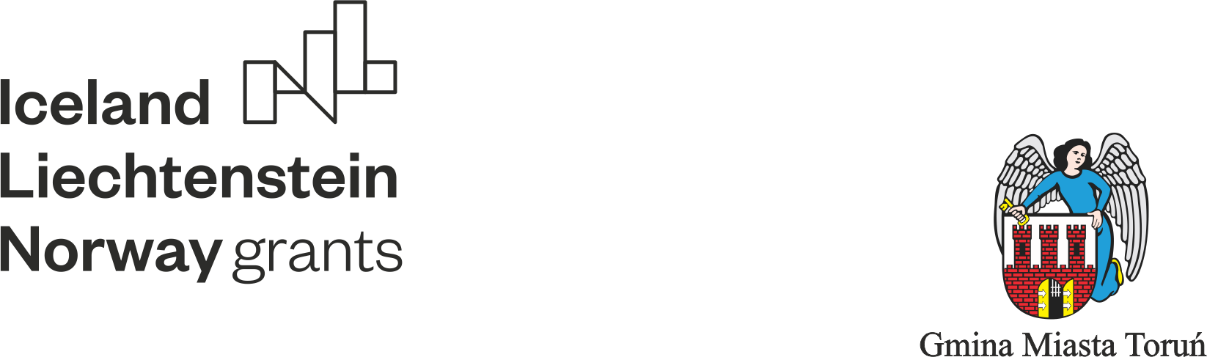 Iceland
Liechtenstein
Norway grants
Gmina Miasta Toruń